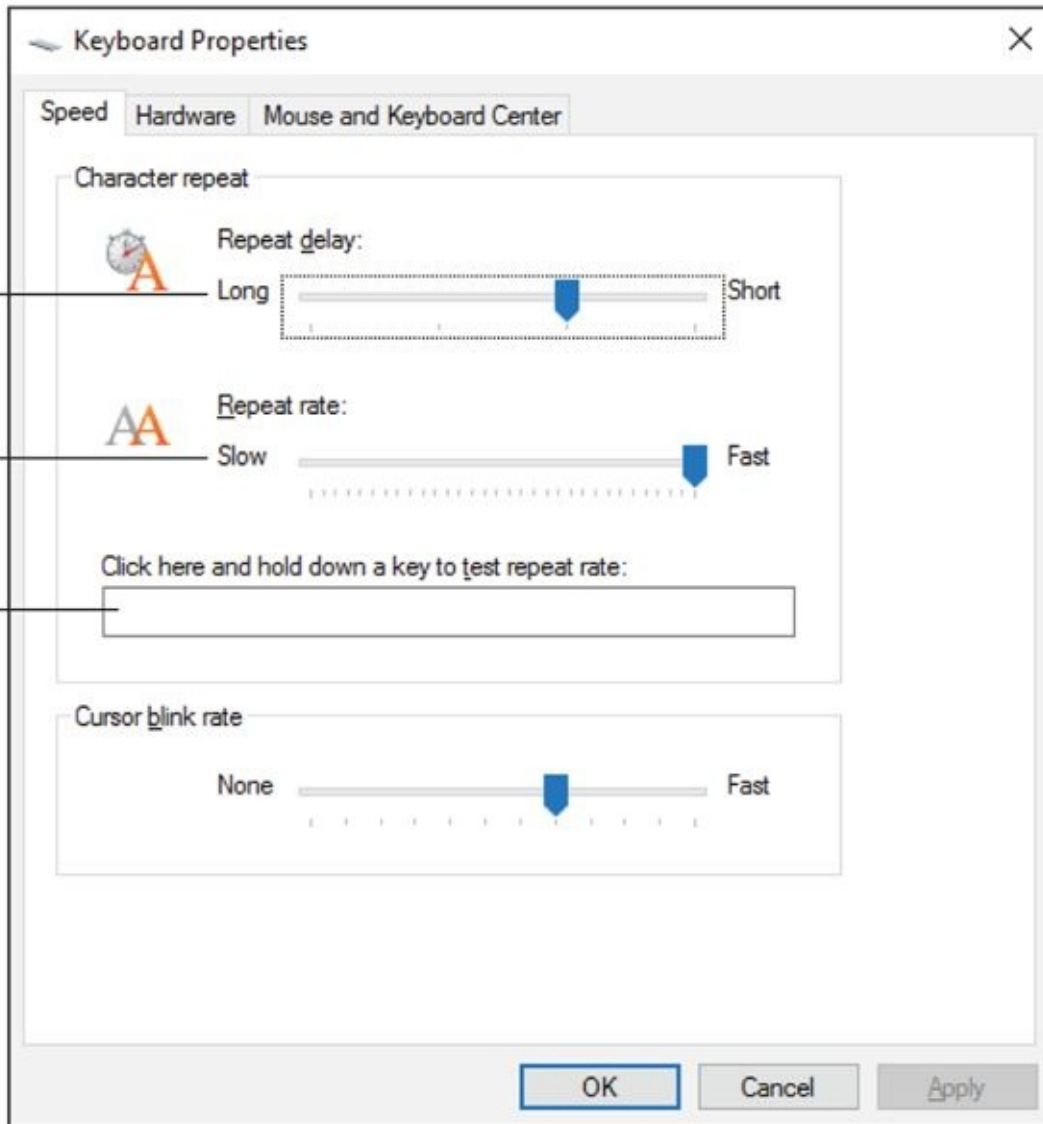 Keyboard Properties
Speed Hardware Mouse and Keyboard Center
Character repeat
Repeat delay:
Long Short
Repeat rate:
Slow Fast
Click here and hold down a key to test repeat rate:
Cursor blink rate
None Fast
OK Cancel Apply